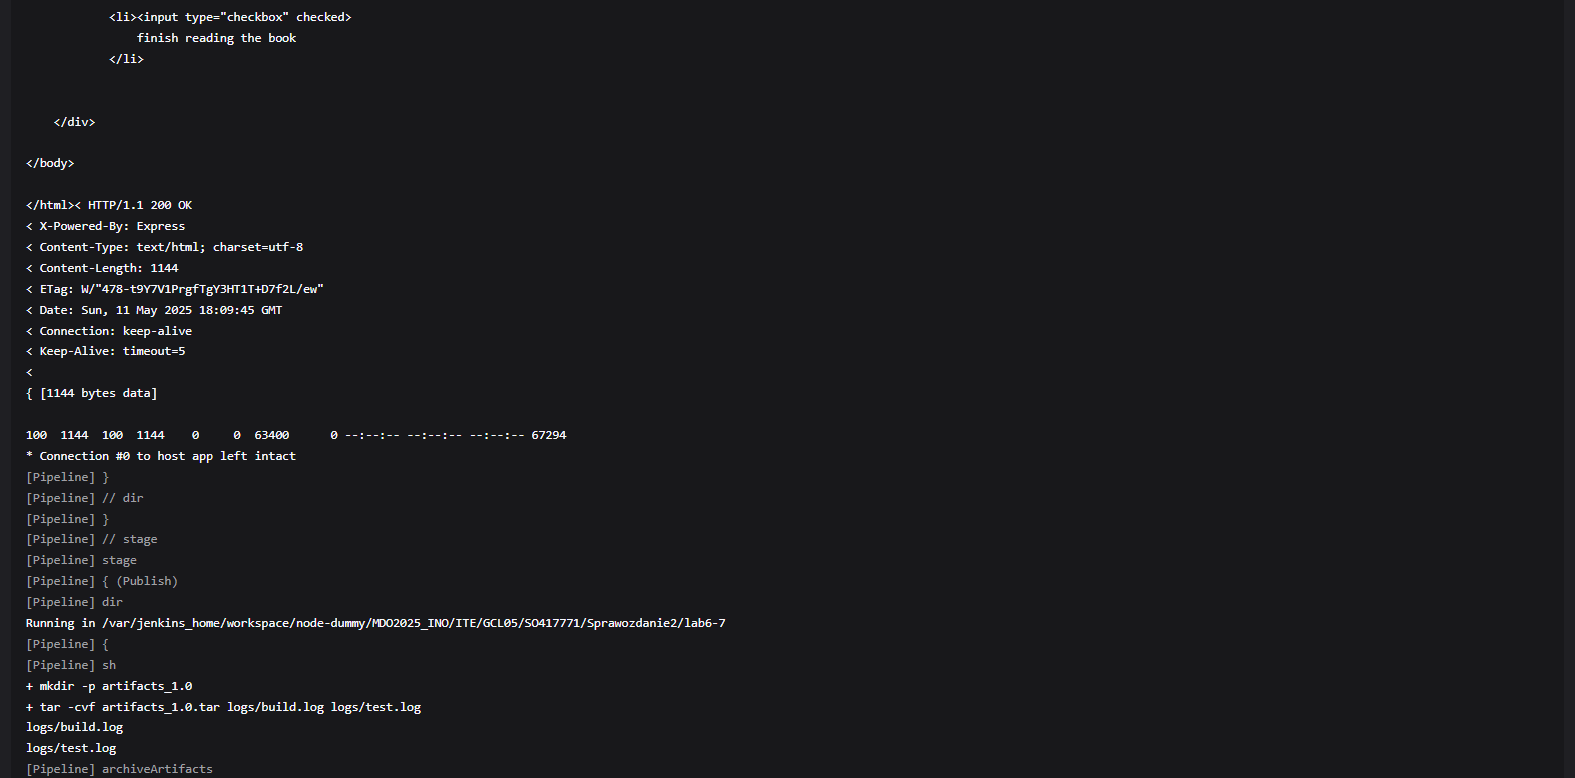 <li><input type="checkbox" checked>
finish reading the book
</li>
</div>
</body>
</html>< HTTP/1.1 200 OK
< X-Powered-By: Express
< Content-Type: text/html; charset=utf-8
< Content-Length: 1144
< ETag: W/"478-t9Y7V1PrgfTgY3HT1T+D7f2L/ew"
< Date: Sun, 11 May 2025 18:09:45 GMT
< Connection: keep-alive
< Keep-Alive: timeout=5
<
{ [1144 bytes data]
100  1144  100  1144    0     0  63400      0 --:--:-- --:--:-- --:--:-- 67294
* Connection #0 to host app left intact
[Pipeline] }
[Pipeline] // dir
[Pipeline] }
[Pipeline] // stage
[Pipeline] stage
[Pipeline] { (Publish)
[Pipeline] dir
Running in /var/jenkins_home/workspace/node-dummy/MDO2025_INO/ITE/GCL05/SO417771/Sprawozdanie2/lab6-7
[Pipeline] {
[Pipeline] sh
+ mkdir -p artifacts_1.0
+ tar -cvf artifacts_1.0.tar logs/build.log logs/test.log
logs/build.log
logs/test.log
[Pipeline] archiveArtifacts